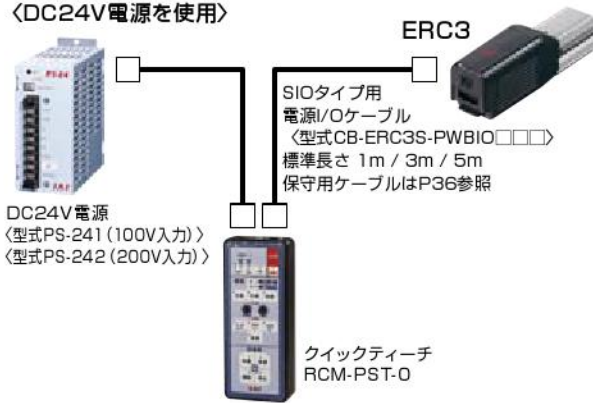 〈DC24V電源を使用〉
ERC3
PS-24
SIOタイプ用
電源I/Oケーブル
〈型式CB-ERC3S-PWBIO□□□〉
標準長さ 1m / 3m / 5m
保守用ケーブルはP36参照
DC24V電源
〈型式PS-241（100V入力）〉
〈型式PS-242（200V入力）〉
クイックティーチ
RCM-PST-0